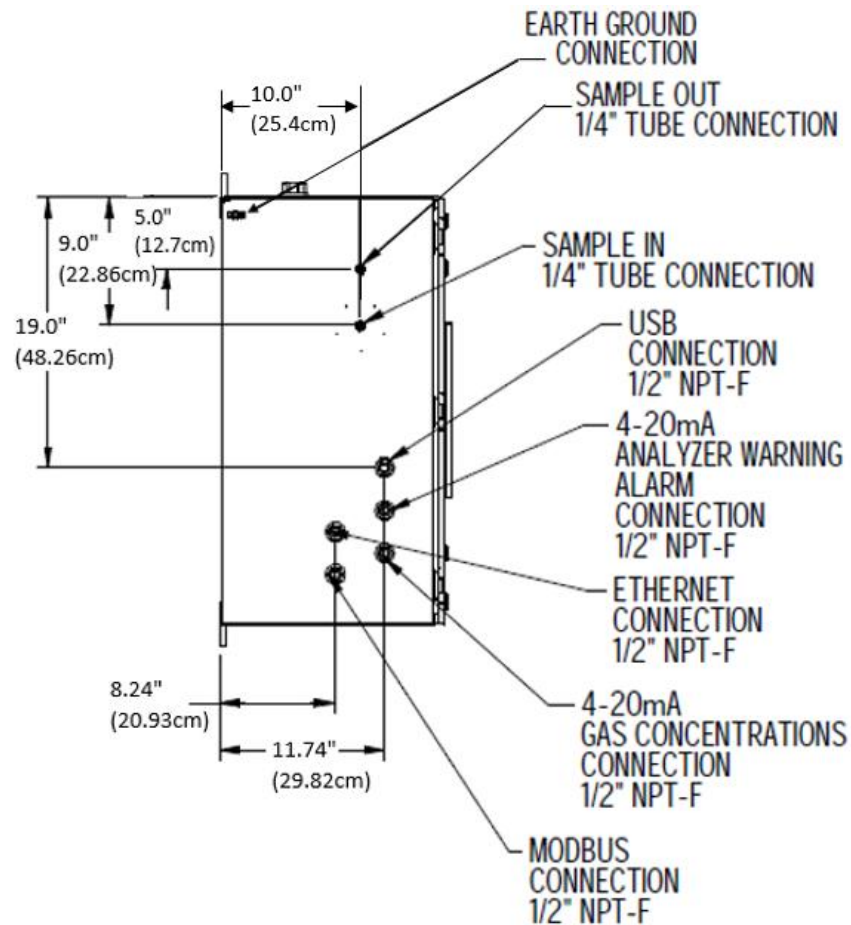 EARTH GROUND
CONNECTION
10.0"
(25.4cm)
SAMPLE OUT
1/4" TUBE CONNECTION
5.0"
(12.7cm)
9.0"
(22.86cm)
SAMPLE IN
1/4" TUBE CONNECTION
19.0"
(48.26cm)
USB
CONNECTION
1/2" NPT-F
4-20mA
ANALYZER WARNING
ALARM
CONNECTION
1/2" NPT-F
ETHERNET
CONNECTION
1/2" NPT-F
8.24"
(20.93cm)
11.74"
(29.82cm)
4-20mA
GAS CONCENTRATIONS
CONNECTION
1/2" NPT-F
MODBUS
CONNECTION
1/2" NPT-F